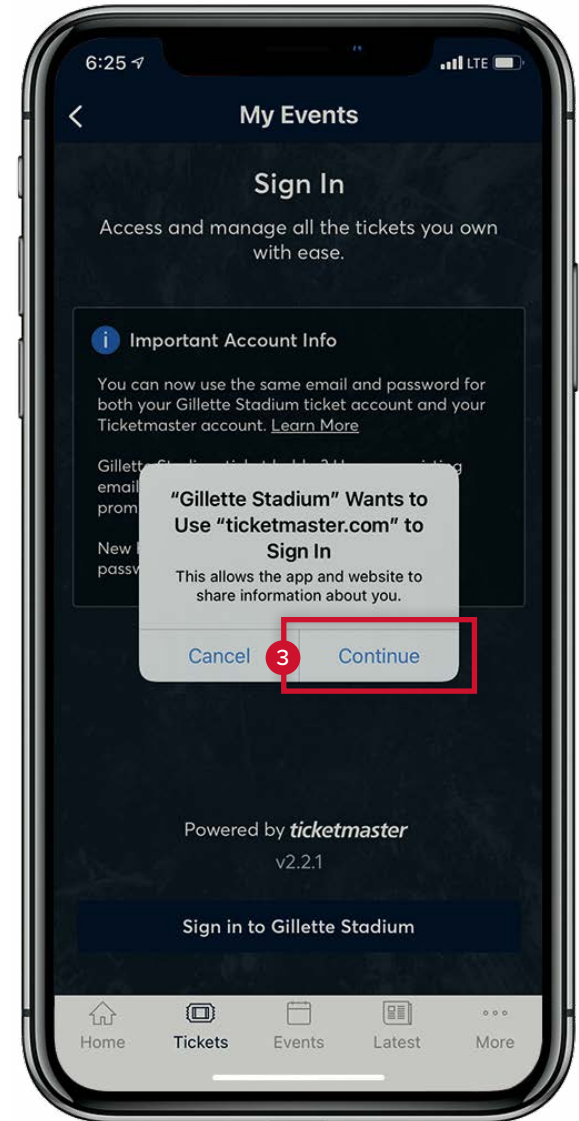 6:25
LTE
My Events
Sign In
Access and manage all the tickets you own
with ease.
i Important Account Info
You can now use the same email and password for
both your Gillette Stadium ticket account and your
Ticketmaster account. Learn More
email
"Gillette Stadium" Wants to
Use "ticketmaster.com" to
Sign In
This allows the app and website to
share information about you.
Cancel 3 Continue
Powered by ticketmaster
v2.2.1
Sign in to Gillette Stadium
Home Tickets Events Latest More